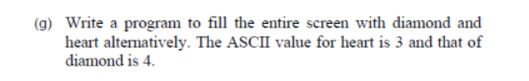 (g) Write a program to fill the entire screen with diamond and
heart alternatively. The ASCII value for heart is 3 and that of
diamond is 4.